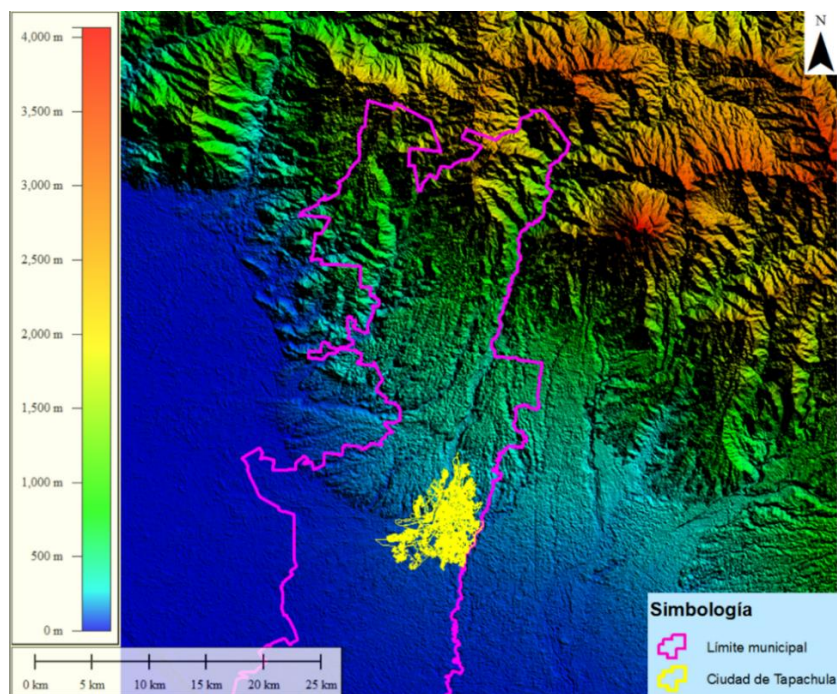 4,000 m
3,500 m
3,000 m
2,500 m
2,000 m
1,500 m
1,000 m
500 m
0 m
N
0 km 5 km 10 km 15 km 20 km 25 km
Simbología
Límite municipal
Ciudad de Tapachula